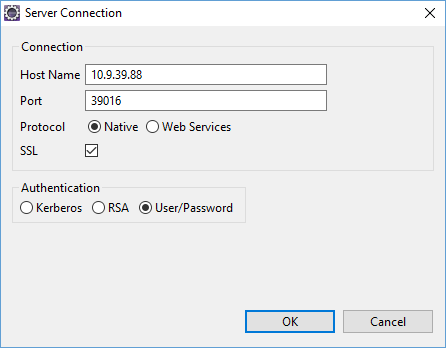 Server Connection
Connection
Host Name 10.9.39.88
Port 39016
Protocol Native Web Services
SSL
Authentication
Kerberos RSA User/Password
OK Cancel